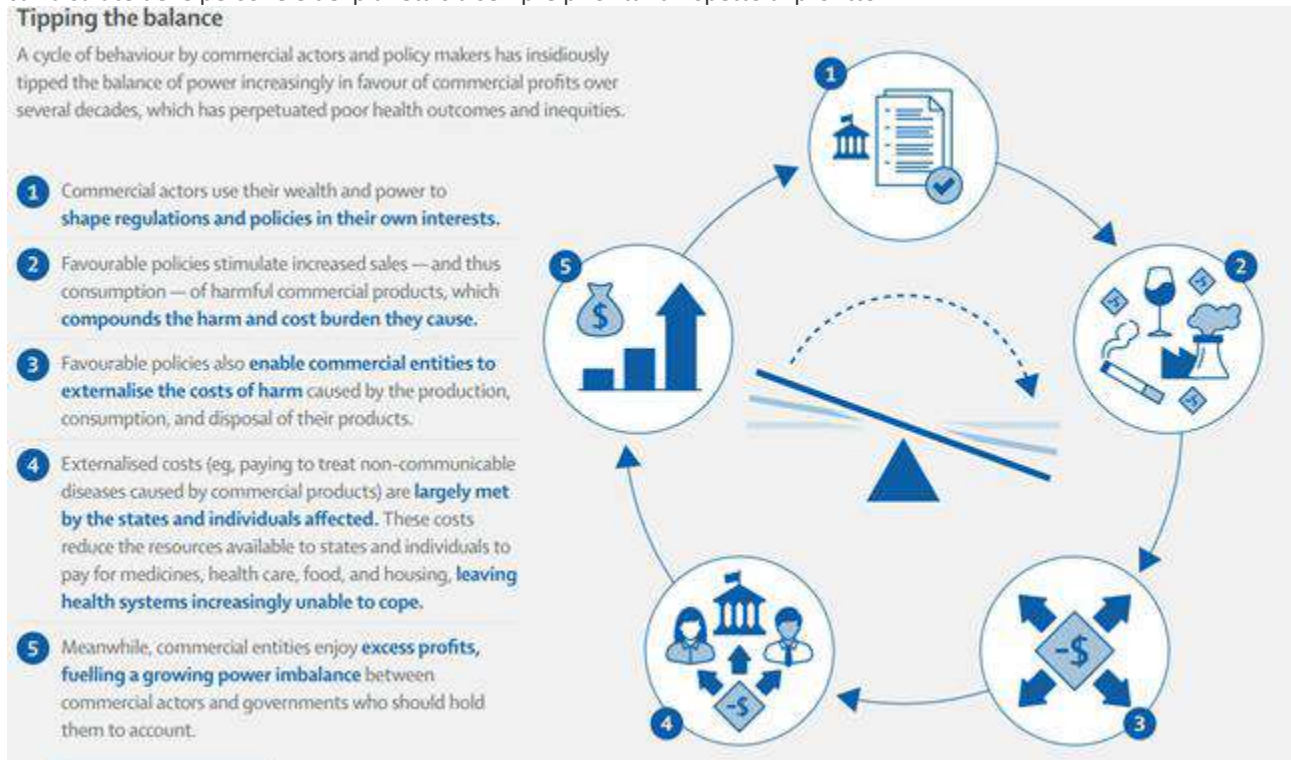 Tipping the balance
A cycle of behaviour by commercial actors and policy makers has insidiously
tipped the balance of power increasingly in favour of commercial profits over
several decades, which has perpetuated poor health outcomes and inequities.
1 Commercial actors use their wealth and power to
shape regulations and policies in their own interests.
2 Favourable policies stimulate increased sales — and thus
consumption — of harmful commercial products, which
compounds the harm and cost burden they cause.
3 Favourable policies also enable commercial entities to
externalise the costs of harm caused by the production,
consumption, and disposal of their products.
4 Externalised costs (eg, paying to treat non-communicable
diseases caused by commercial products) are largely met
by the states and individuals affected. These costs
reduce the resources available to states and individuals to
pay for medicines, health care, food, and housing, leaving
health systems increasingly unable to cope.
5 Meanwhile, commercial entities enjoy excess profits,
fuelling a growing power imbalance between
commercial actors and governments who should hold
them to account.
1
2
-$
-$
-$
3
-$
4
-$
5
$